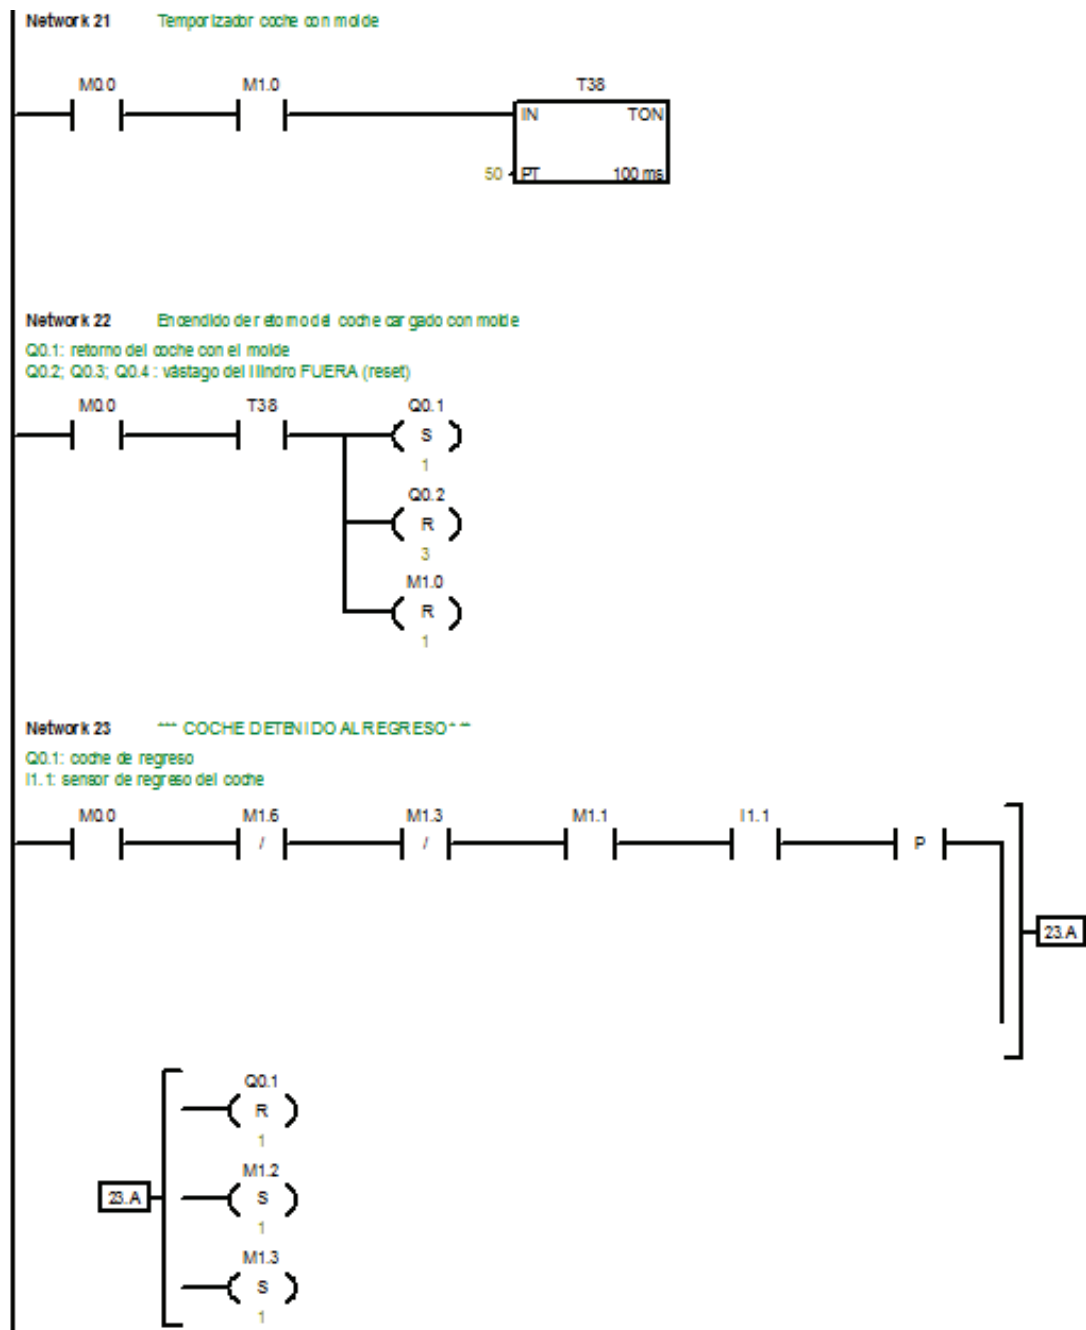 Network 21 Temporizador coche con molde
M0.0 M1.0 T38
IN TON
50 PT 100 ms
Network 22 Encendido de retorno del coche cargado con molde
Q0.1: retorno del coche con el molde
Q0.2; Q0.3; Q0.4 : vástago del ilindro FUERA (reset)
M0.0 T38 Q0.1
S
1
Q0.2
R
3
M1.0
R
1
Network 23 *** COCHE DETENIDO AL REGRESO***
Q0.1: coche de regreso
I1.1: sensor de regreso del coche
M0.0 M1.6 M1.3 M1.1 I1.1
/ / P
23.A
Q0.1
R
1
M1.2
23.A S
1
M1.3
S
1